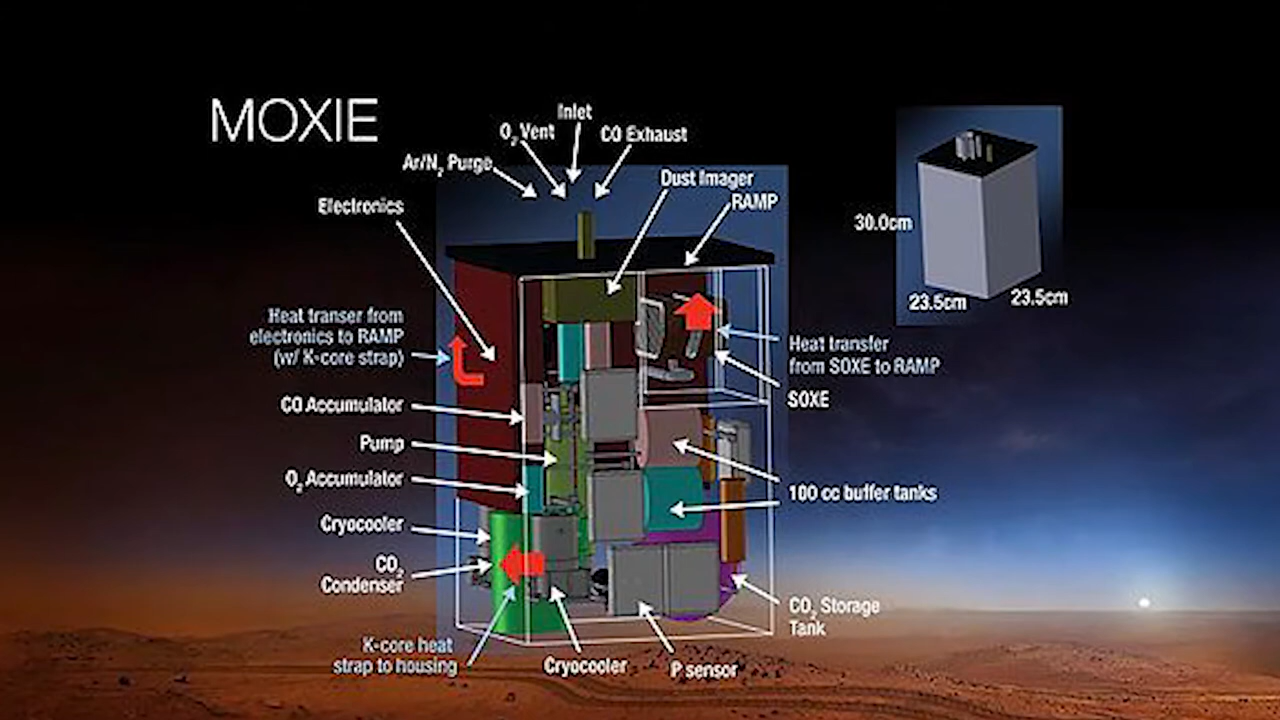 MOXIE
Inlet
O₂ Vent
CO Exhaust
Ar/N₂ Purge
Dust Imager
RAMP
Electronics
Heat transer from
electronics to RAMP
(w/ K-core strap)
CO Accumulator
Pump
O₂ Accumulator
Cryocooler
CO₂
Condenser
K-core heat
strap to housing
Cryocooler
P sensor
CO₂ Storage
Tank
100 cc buffer tanks
SOXE
Heat transfer
from SOXE to RAMP
30.0cm
23.5cm
23.5cm